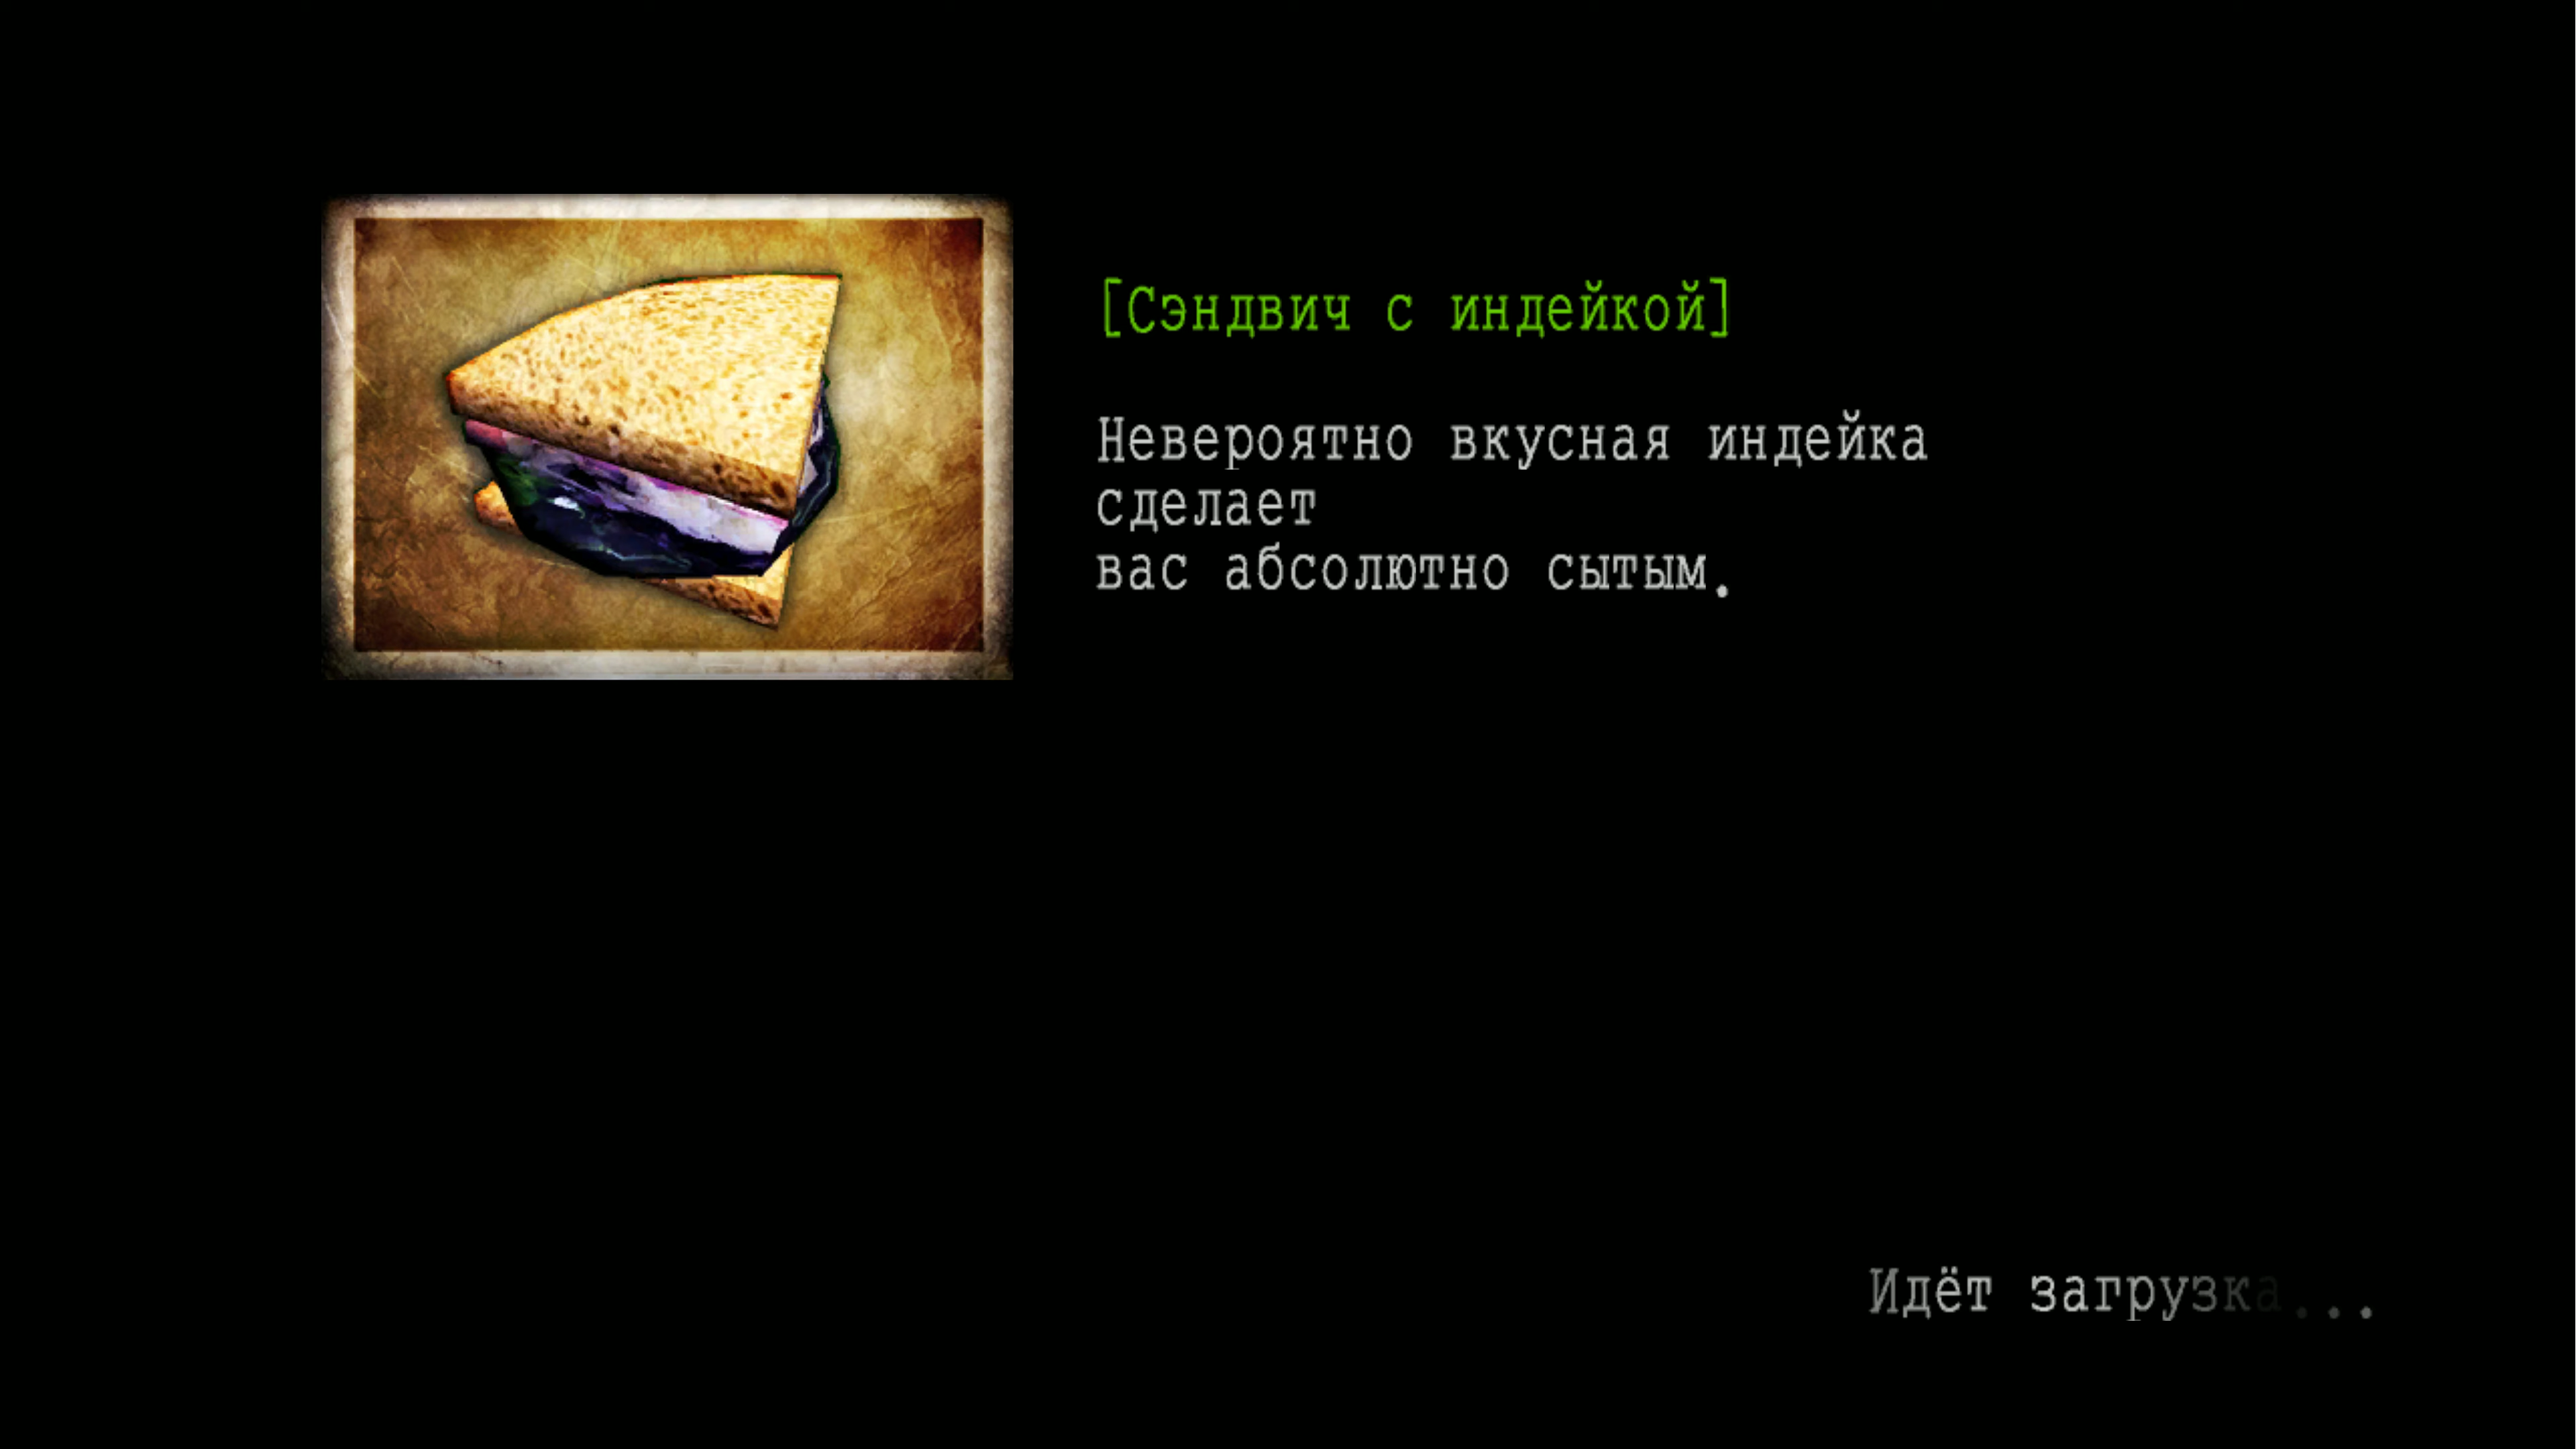 [Сэндвич с индейкой]
Невероятно вкусная индейка
сделает
вас абсолютно сытым.
Идёт загрузка...